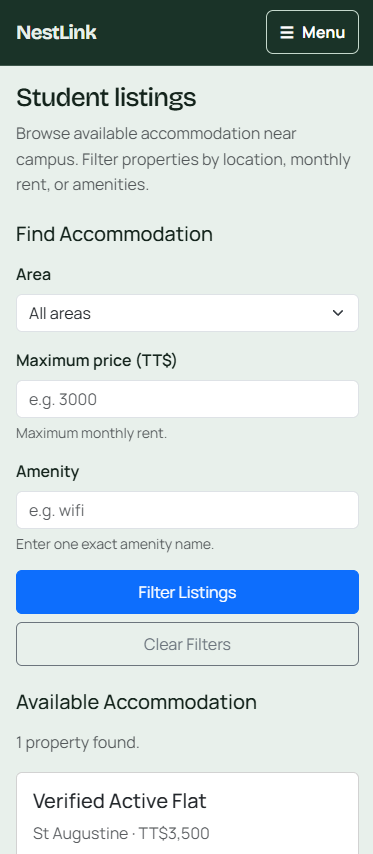 NestLink
☰ Menu
Student listings
Browse available accommodation near
campus. Filter properties by location, monthly
rent, or amenities.
Find Accommodation
Area
All areas
Maximum price (TT$)
e.g. 3000
Maximum monthly rent.
Amenity
e.g. wifi
Enter one exact amenity name.
Filter Listings
Clear Filters
Available Accommodation
1 property found.
Verified Active Flat
St Augustine · TT$3,500